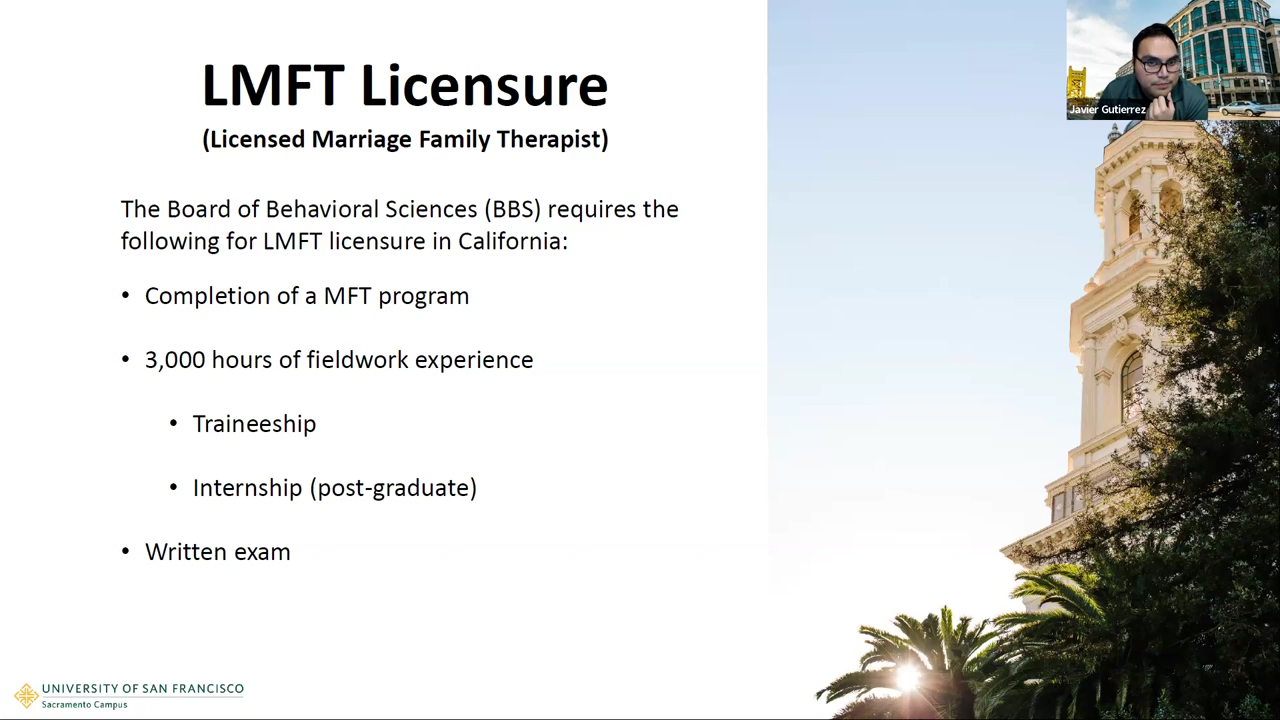 LMFT Licensure
(Licensed Marriage Family Therapist)
The Board of Behavioral Sciences (BBS) requires the
following for LMFT licensure in California:
• Completion of a MFT program
• 3,000 hours of fieldwork experience
• Traineeship
• Internship (post-graduate)
• Written exam
UNIVERSITY OF SAN FRANCISCO
Sacramento Campus
Javier Gutierrez